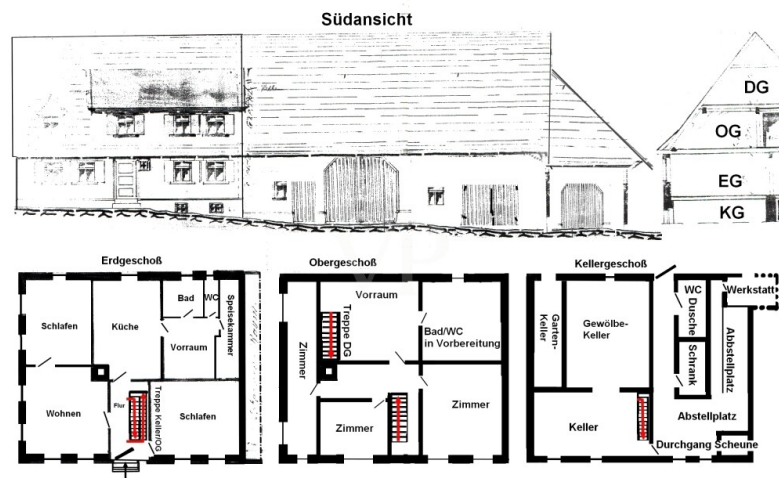 Südansicht
DG
OG
EG
KG
Erdgeschoß
Schlafen
Küche
Bad
WC
Speisekammer
Vorraum
Wohnen
Flur
Treppe Keller/OG
Schlafen
Obergeschoß
Vorraum
Treppe DG
Zimmer
Bad/WC
in Vorbereitung
Zimmer
Zimmer
Kellergeschoß
Garten-
Keller
Gewölbe-
Keller
WC
Dusche
Werkstatt
Schrank
Abbstellplatz
Abstellplatz
Keller
Durchgang Scheune